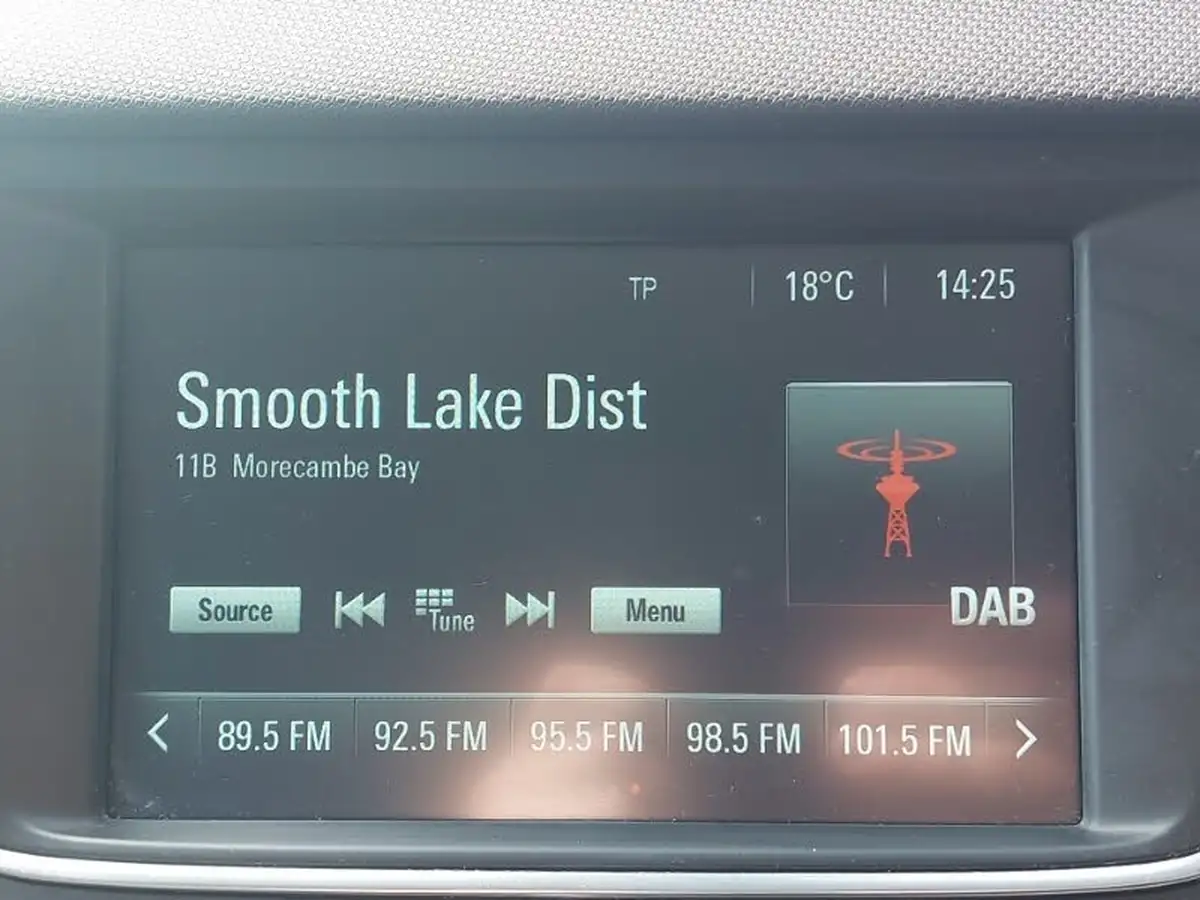 TP 18°C 14:25
Smooth Lake Dist
11B Morecambe Bay
Source Tune Menu
DAB
89.5 FM 92.5 FM 95.5 FM 98.5 FM 101.5 FM